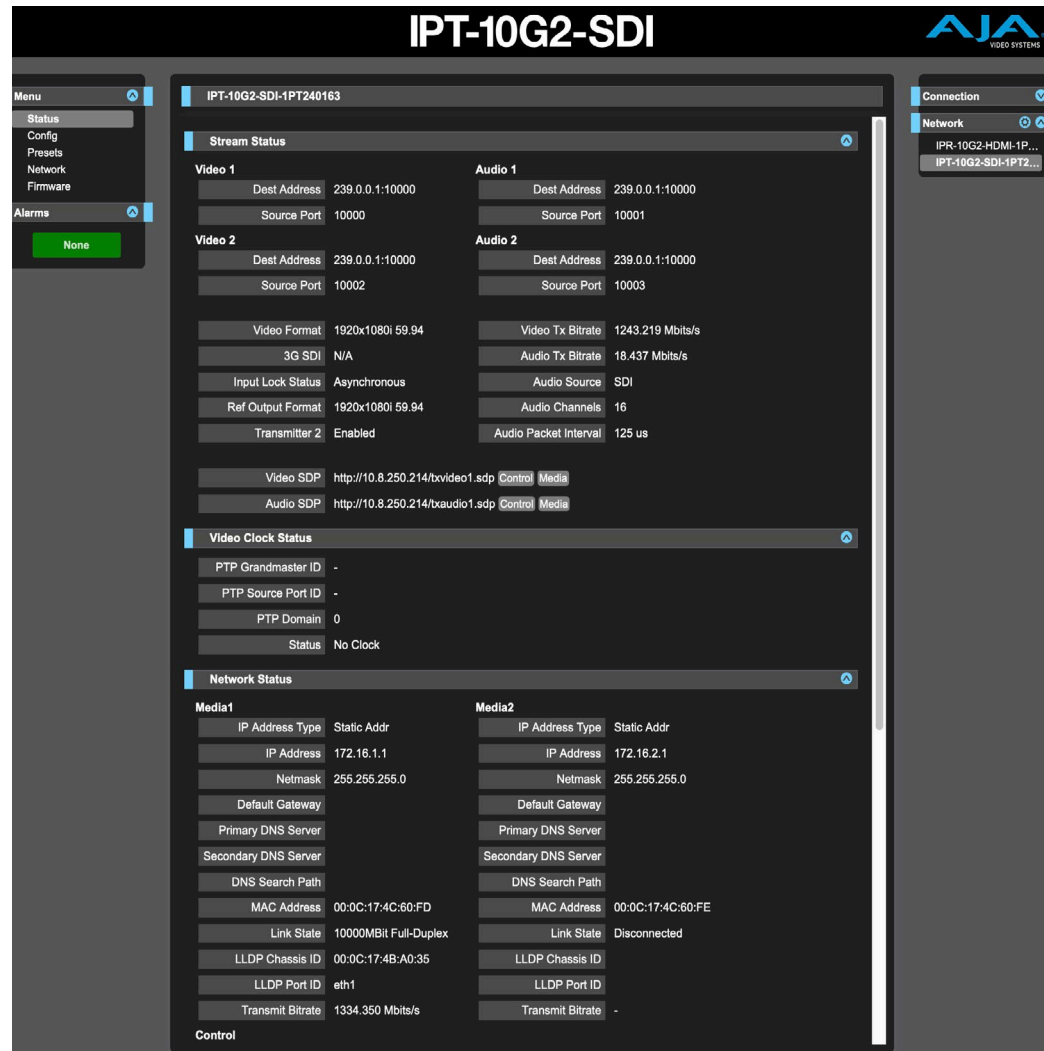 IPT-10G2-SDI
AJA
VIDEO SYSTEMS
Menu
Status
Config
Presets
Network
Firmware
Alarms
None
IPT-10G2-SDI-1PT240163
Connection
Network
IPR-10G2-HDMI-1P...
IPT-10G2-SDI-1PT2...
Stream Status
Video 1 Audio 1
Dest Address 239.0.0.1:10000 Dest Address 239.0.0.1:10000
Source Port 10000 Source Port 10001
Video 2 Audio 2
Dest Address 239.0.0.1:10000 Dest Address 239.0.0.1:10000
Source Port 10002 Source Port 10003
Video Format 1920x1080i 59.94 Video Tx Bitrate 1243.219 Mbits/s
3G SDI N/A Audio Tx Bitrate 18.437 Mbits/s
Input Lock Status Asynchronous Audio Source SDI
Ref Output Format 1920x1080i 59.94 Audio Channels 16
Transmitter 2 Enabled Audio Packet Interval 125 us
Video SDP http://10.8.250.214/txvideo1.sdp Control Media
Audio SDP http://10.8.250.214/txaudio1.sdp Control Media
Video Clock Status
PTP Grandmaster ID -
PTP Source Port ID -
PTP Domain 0
Status No Clock
Network Status
Media1 Media2
IP Address Type Static Addr IP Address Type Static Addr
IP Address 172.16.1.1 IP Address 172.16.2.1
Netmask 255.255.255.0 Netmask 255.255.255.0
Default Gateway Default Gateway
Primary DNS Server Primary DNS Server
Secondary DNS Server Secondary DNS Server
DNS Search Path DNS Search Path
MAC Address 00:0C:17:4C:60:FD MAC Address 00:0C:17:4C:60:FE
Link State 10000MBit Full-Duplex Link State Disconnected
LLDP Chassis ID 00:0C:17:4B:A0:35 LLDP Chassis ID
LLDP Port ID eth1 LLDP Port ID
Transmit Bitrate 1334.350 Mbits/s Transmit Bitrate -
Control